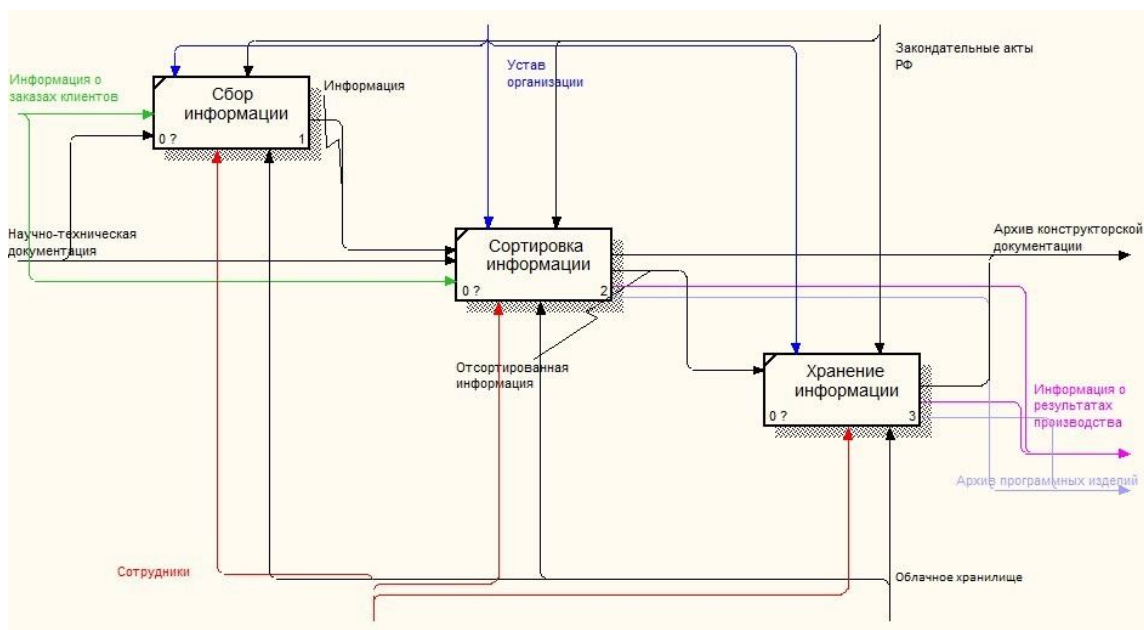 Закондательные акты
РФ
Устав
организации
Информация о
заказах клиентов
Сбор
информации
0 ?
1
Информация
Научно-техническая
документация
Сортировка
информации
0 ?
2
Архив конструкторской
документации
Отсортированная
информация
Хранение
информации
0 ?
3
Информация о
результатах
производства
Архив программных изделий
Сотрудники
Облачное хранилище